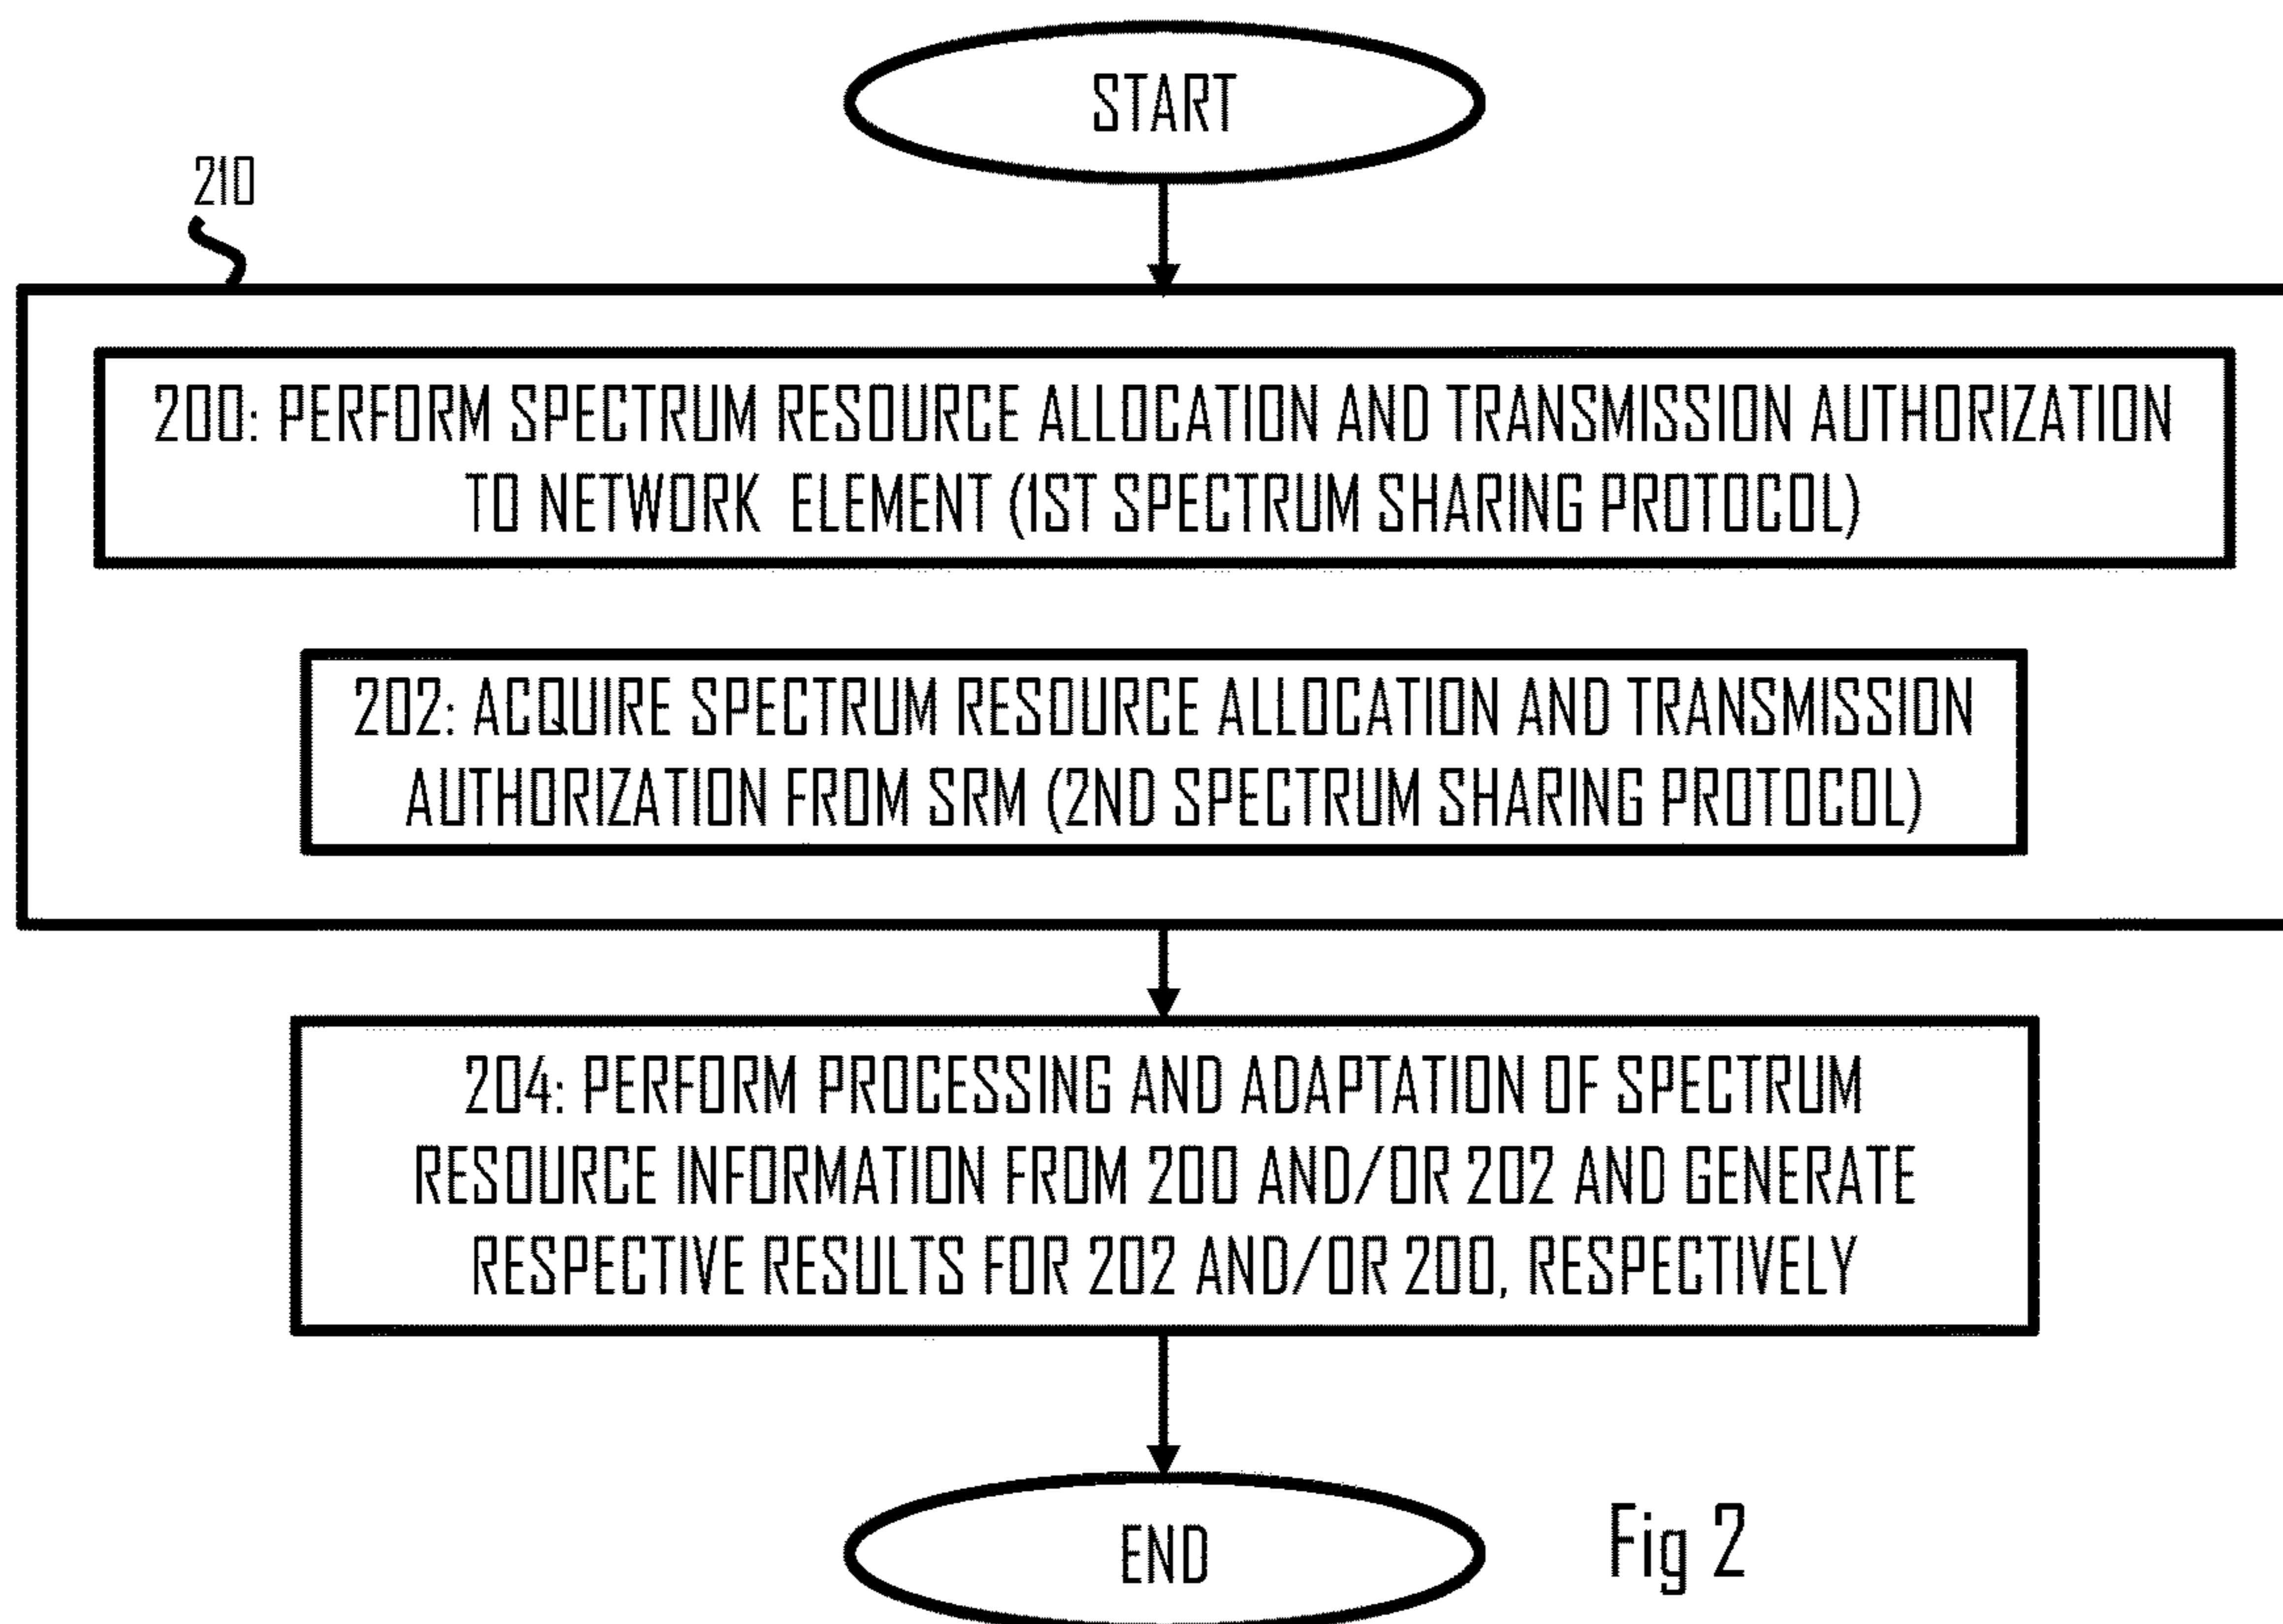 START
210
200: PERFORM SPECTRUM RESOURCE ALLOCATION AND TRANSMISSION AUTHORIZATION
TO NETWORK ELEMENT (1ST SPECTRUM SHARING PROTOCOL)
202: ACQUIRE SPECTRUM RESOURCE ALLOCATION AND TRANSMISSION
AUTHORIZATION FROM SRM (2ND SPECTRUM SHARING PROTOCOL)
204: PERFORM PROCESSING AND ADAPTATION OF SPECTRUM
RESOURCE INFORMATION FROM 200 AND/OR 202 AND GENERATE
RESPECTIVE RESULTS FOR 202 AND/OR 200, RESPECTIVELY
END
Fig 2